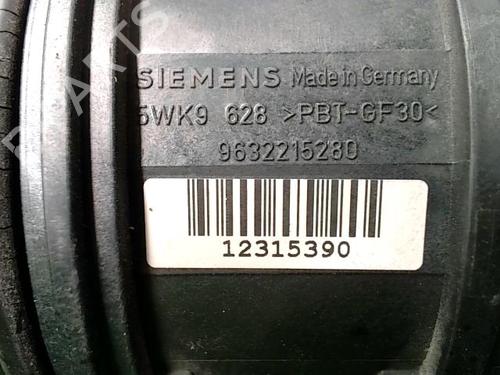 SIEMENS Made in Germany
5WK9 628 >PBT-GF30<
9632215280
12315390